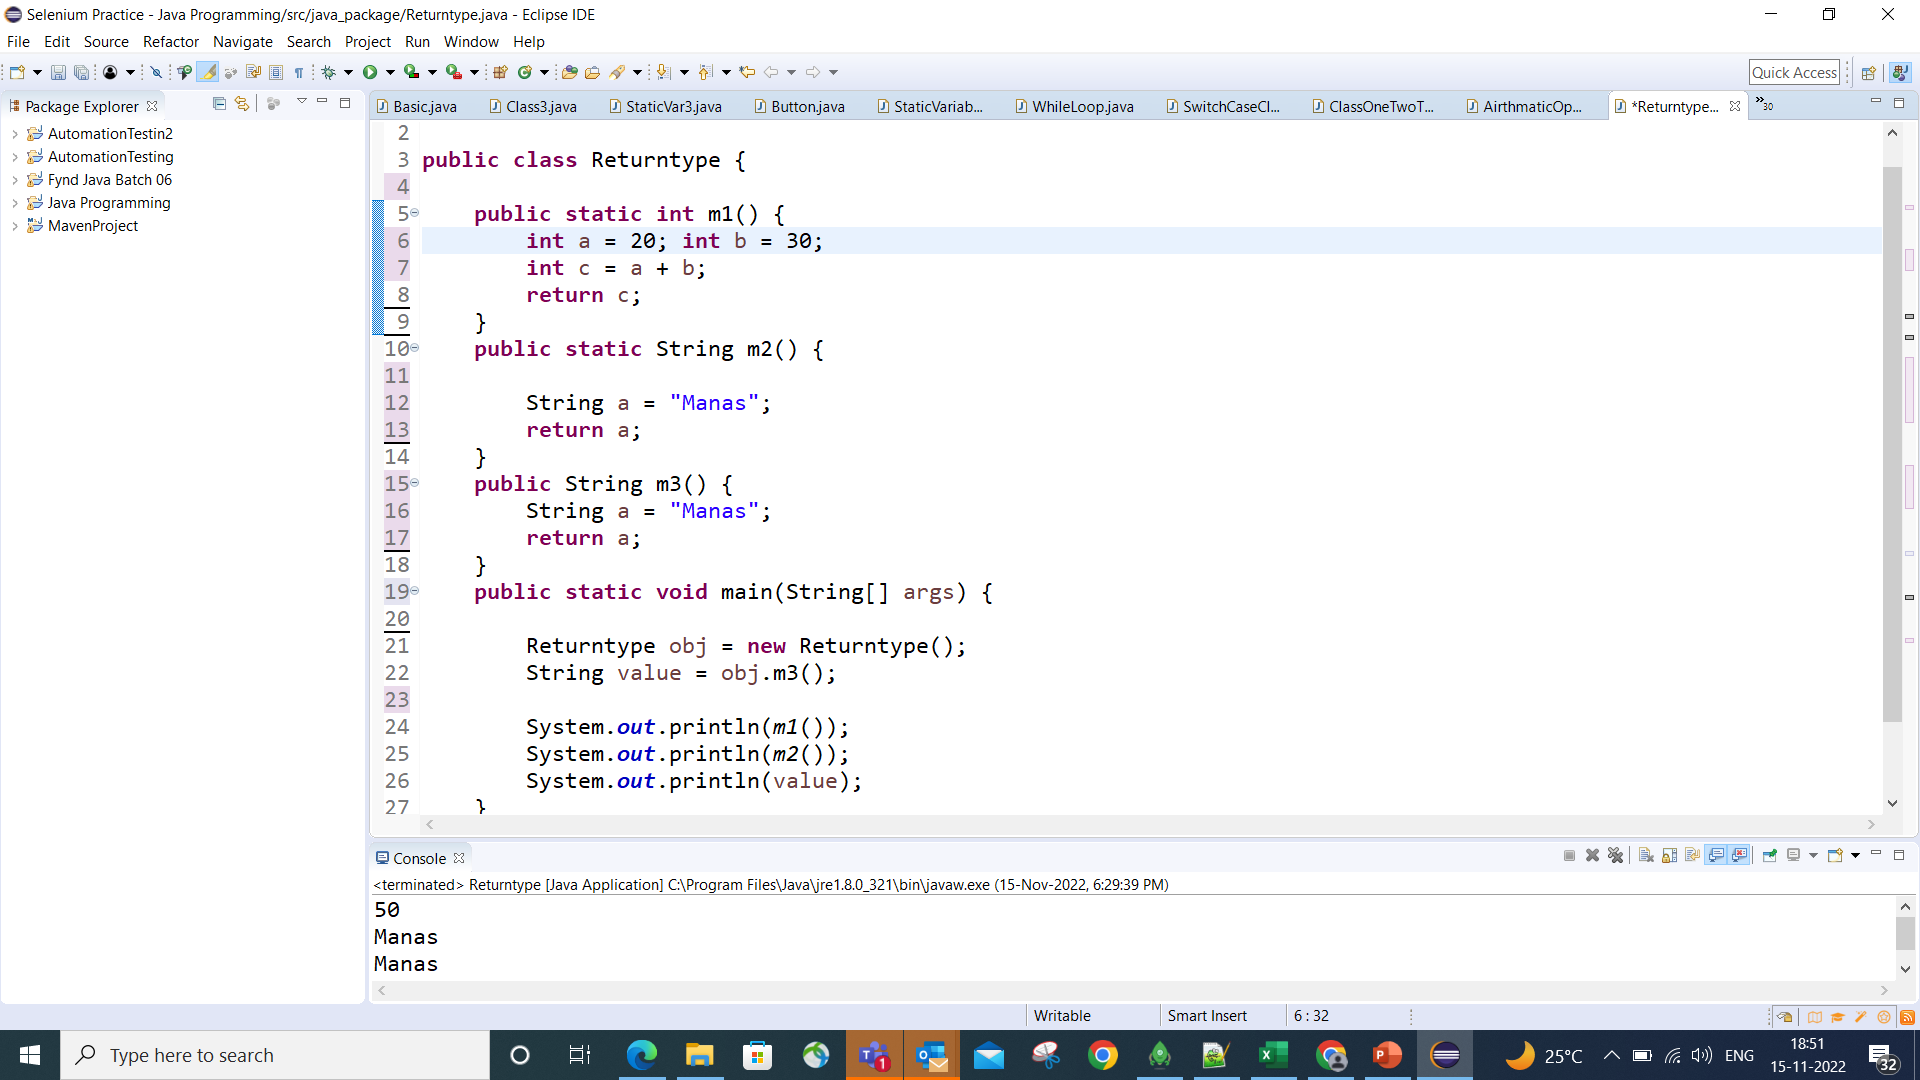 Selenium Practice - Java Programming/src/java_package/Returntype.java - Eclipse IDE
File Edit Source Refactor Navigate Search Project Run Window Help
Quick Access
Package Explorer
Basic.java Class3.java StaticVar3.java Button.java StaticVariab... WhileLoop.java SwitchCaseCl... ClassOneTwoT... AirthmaticOp... *Returntype... »30
AutomationTestin2
AutomationTesting
Fynd Java Batch 06
Java Programming
MavenProject
2
3 public class Returntype {
4
5 public static int m1() {
6 int a = 20; int b = 30;
7 int c = a + b;
8 return c;
9 }
10 public static String m2() {
11
12 String a = "Manas";
13 return a;
14 }
15 public String m3() {
16 String a = "Manas";
17 return a;
18 }
19 public static void main(String[] args) {
20
21 Returntype obj = new Returntype();
22 String value = obj.m3();
23
24 System.out.println(m1());
25 System.out.println(m2());
26 System.out.println(value);
27 }
Console
<terminated> Returntype [Java Application] C:\Program Files\Java\jre1.8.0_321\bin\javaw.exe (15-Nov-2022, 6:29:39 PM)
50
Manas
Manas
Writable Smart Insert 6 : 32
Type here to search
25°C ENG
18:51
15-11-2022
32